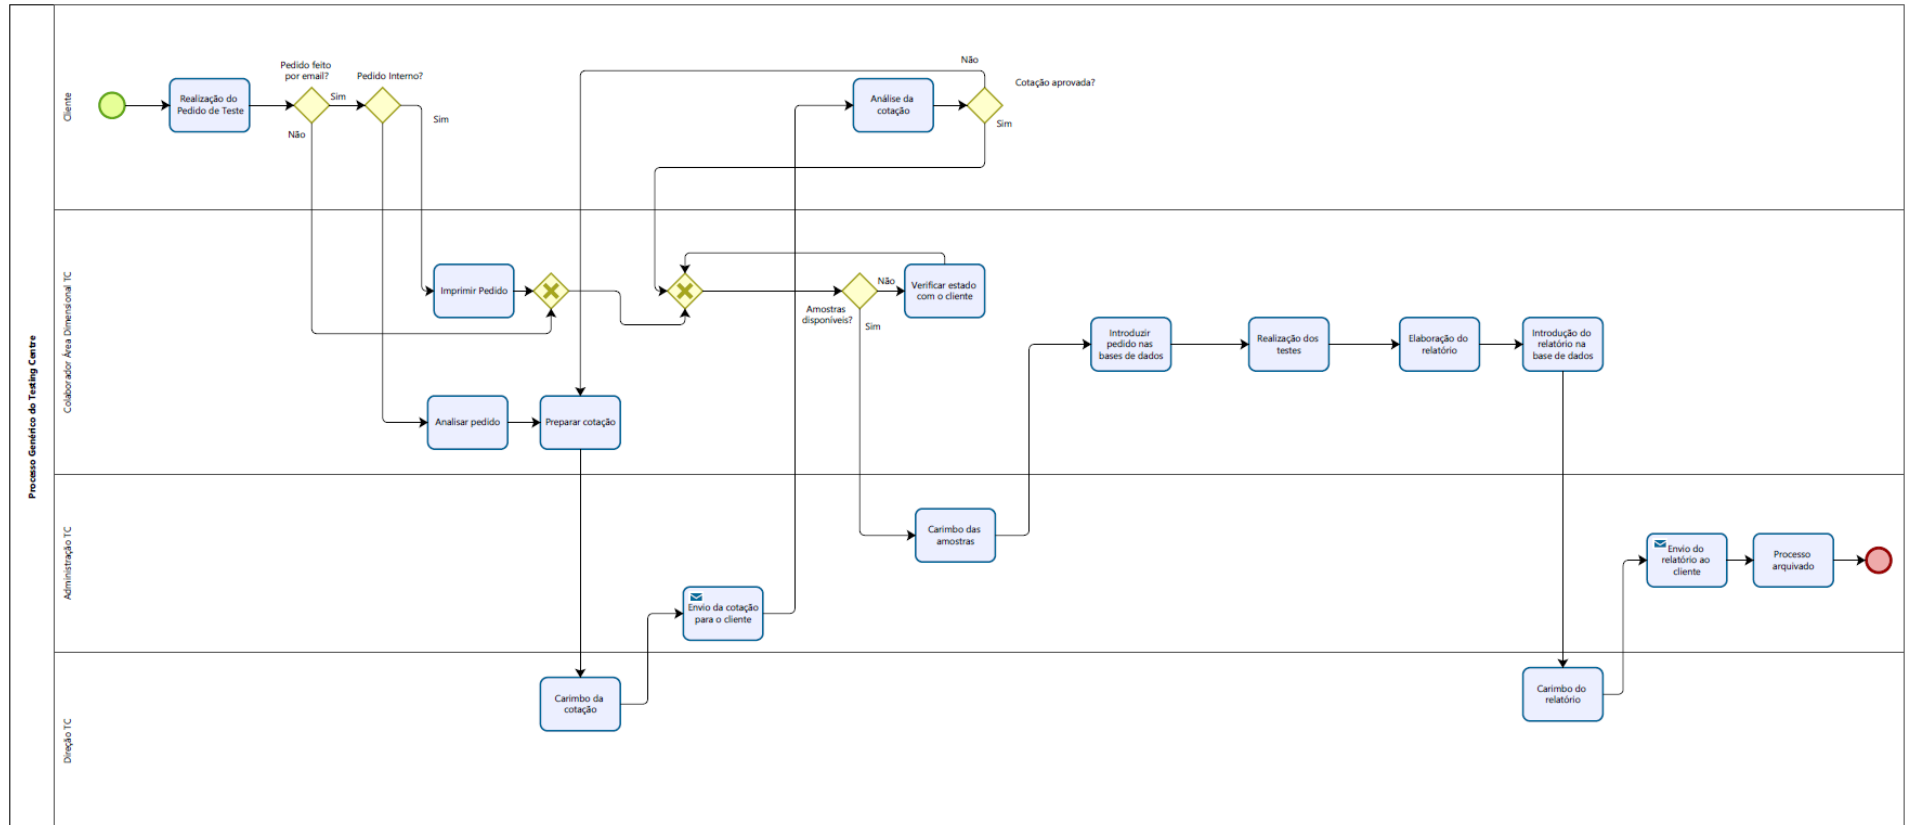 Processo Genérico do Testing Centre
Cliente
Realização do
Pedido de Teste
Pedido feito
por email?
Sim
Não
Pedido Interno?
Sim
Análise da
cotação
Não
Cotação aprovada?
Sim
Colaborador Área Dimensional TC
Imprimir Pedido
Amostras
disponíveis?
Não
Sim
Verificar estado
com o cliente
Introduzir
pedido nas
bases de dados
Realização dos
testes
Elaboração do
relatório
Introdução do
relatório na
base de dados
Analisar pedido
Preparar cotação
Administração TC
Carimbo das
amostras
Envio da cotação
para o cliente
Envio do
relatório ao
cliente
Processo
arquivado
Direção TC
Carimbo da
cotação
Carimbo do
relatório